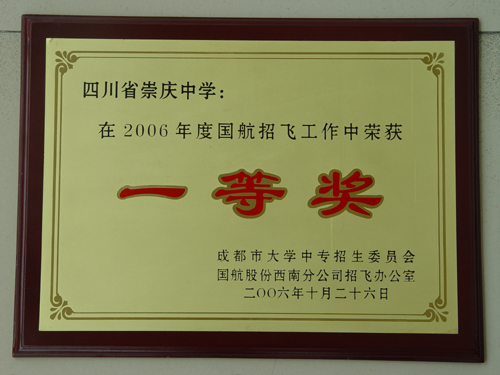 四川省崇庆中学：
在2006年度国航招飞工作中荣获
一等奖
成都市大学中专招生委员会
国航股份西南分公司招飞办公室
二○○六年十月二十六日